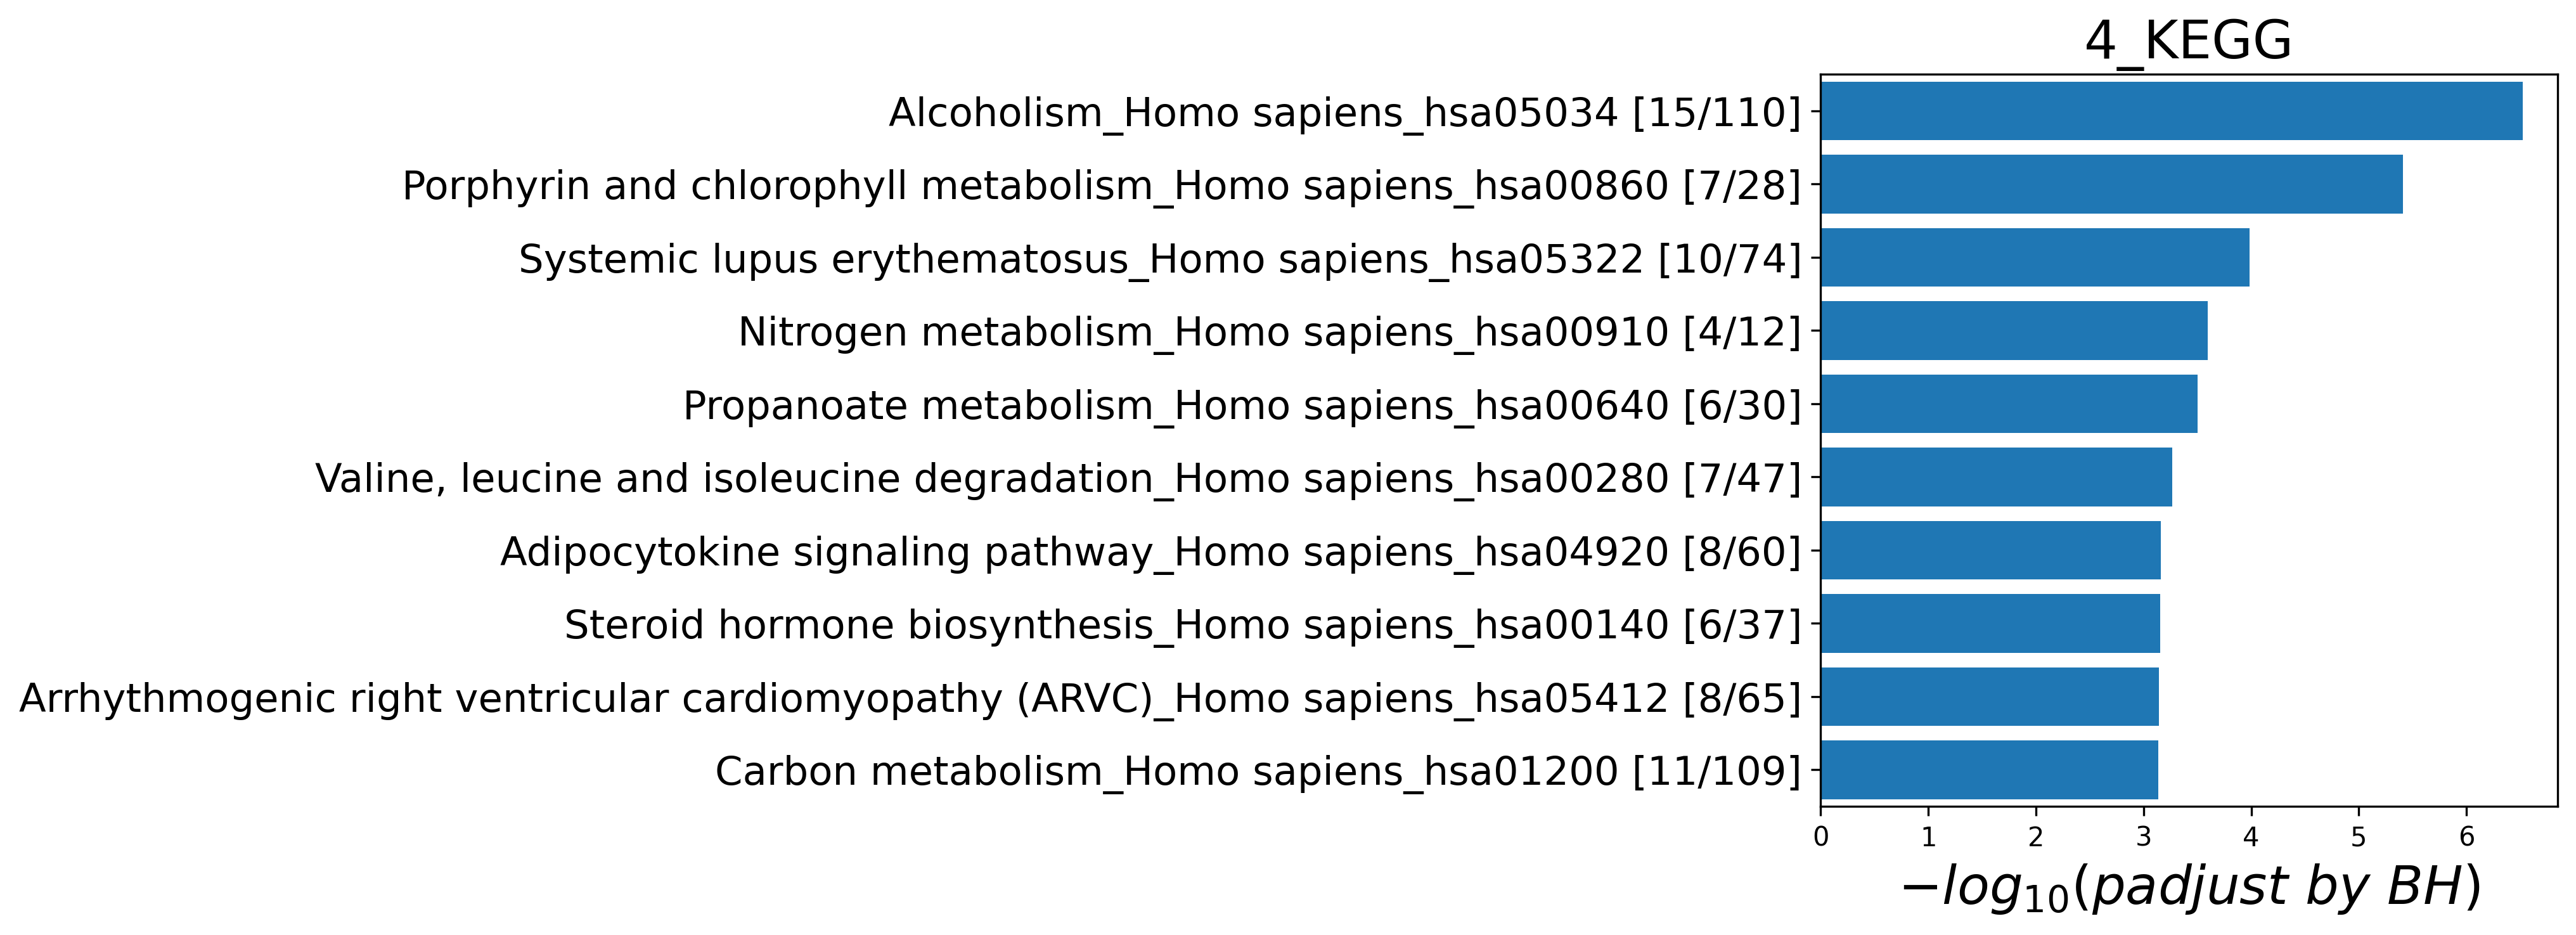 4_KEGG
Alcoholism_Homo sapiens_hsa05034 [15/110]
Porphyrin and chlorophyll metabolism_Homo sapiens_hsa00860 [7/28]
Systemic lupus erythematosus_Homo sapiens_hsa05322 [10/74]
Nitrogen metabolism_Homo sapiens_hsa00910 [4/12]
Propanoate metabolism_Homo sapiens_hsa00640 [6/30]
Valine, leucine and isoleucine degradation_Homo sapiens_hsa00280 [7/47]
Adipocytokine signaling pathway_Homo sapiens_hsa04920 [8/60]
Steroid hormone biosynthesis_Homo sapiens_hsa00140 [6/37]
Arrhythmogenic right ventricular cardiomyopathy (ARVC)_Homo sapiens_hsa05412 [8/65]
Carbon metabolism_Homo sapiens_hsa01200 [11/109]
0 1 2 3 4 5 6
−log₁₀(padjust by BH)